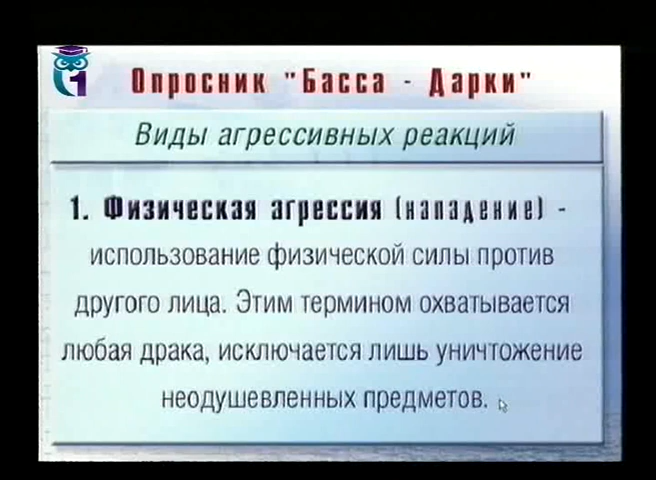 1
Опросник "Басса - Дарки"
Виды агрессивных реакций
1. Физическая агрессия (нападение) -
использование физической силы против
другого лица. Этим термином охватывается
любая драка, исключается лишь уничтожение
неодушевленных предметов.